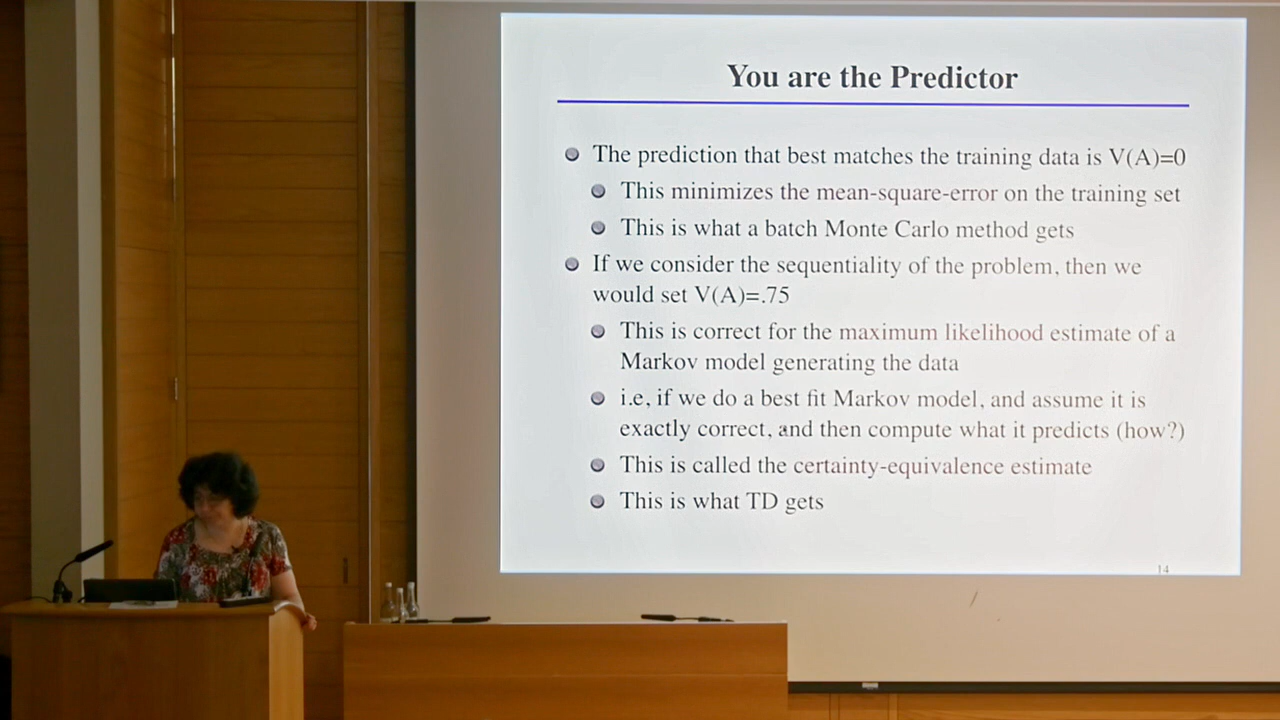 You are the Predictor
The prediction that best matches the training data is V(A)=0
This minimizes the mean-square-error on the training set
This is what a batch Monte Carlo method gets
If we consider the sequentiality of the problem, then we
would set V(A)=.75
This is correct for the maximum likelihood estimate of a
Markov model generating the data
i.e, if we do a best fit Markov model, and assume it is
exactly correct, and then compute what it predicts (how?)
This is called the certainty-equivalence estimate
This is what TD gets
14